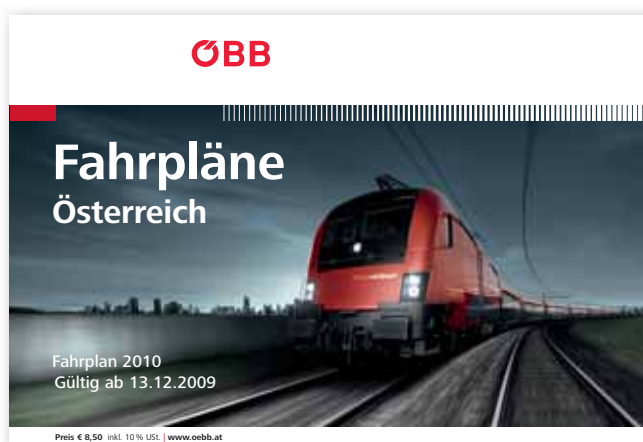 ÖBB
Fahrpläne
Österreich
Fahrplan 2010
Gültig ab 13.12.2009
Preis € 8,50 inkl. 10 % USt. | www.oebb.at